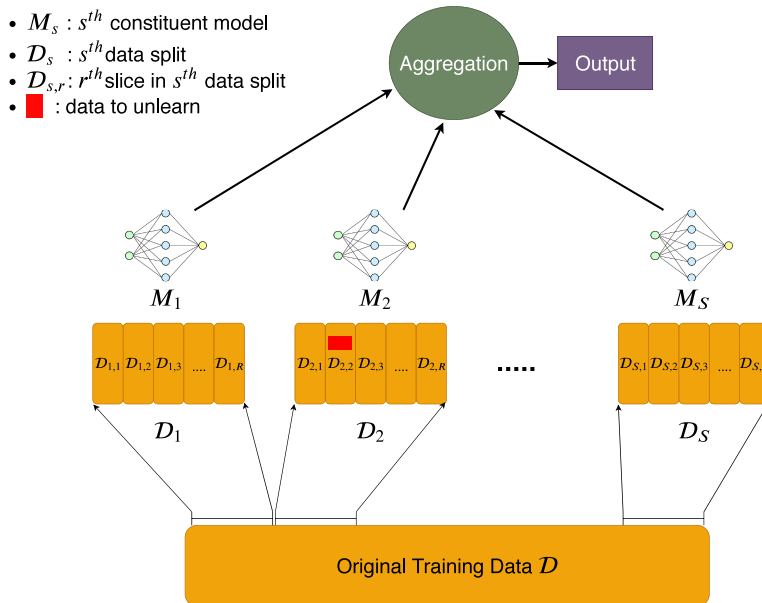 • M_s : s^th constituent model
• 𝒟_s : s^th data split
• 𝒟_s,r : r^th slice in s^th data split
• : data to unlearn
Aggregation
Output
M_1 M_2 M_S
𝒟_1,1 𝒟_1,2 𝒟_1,3 .... 𝒟_1,R 𝒟_2,1 𝒟_2,2 𝒟_2,3 .... 𝒟_2,R ..... 𝒟_S,1 𝒟_S,2 𝒟_S,3 .... 𝒟_S,
𝒟_1 𝒟_2 𝒟_S
Original Training Data 𝒟